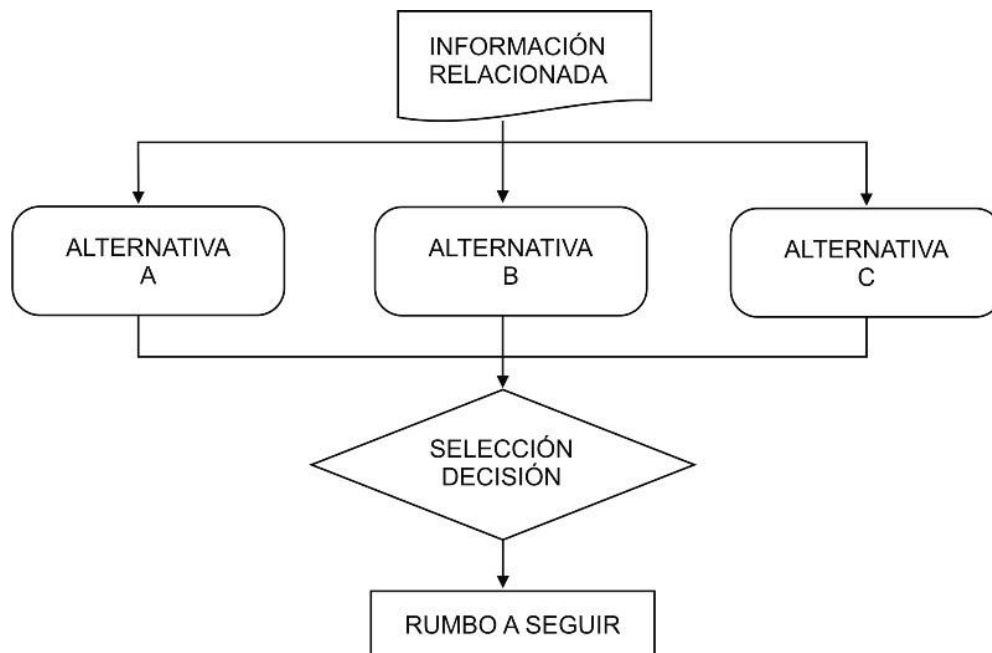 INFORMACIÓN
RELACIONADA
ALTERNATIVA
A
ALTERNATIVA
B
ALTERNATIVA
C
SELECCIÓN
DECISIÓN
RUMBO A SEGUIR